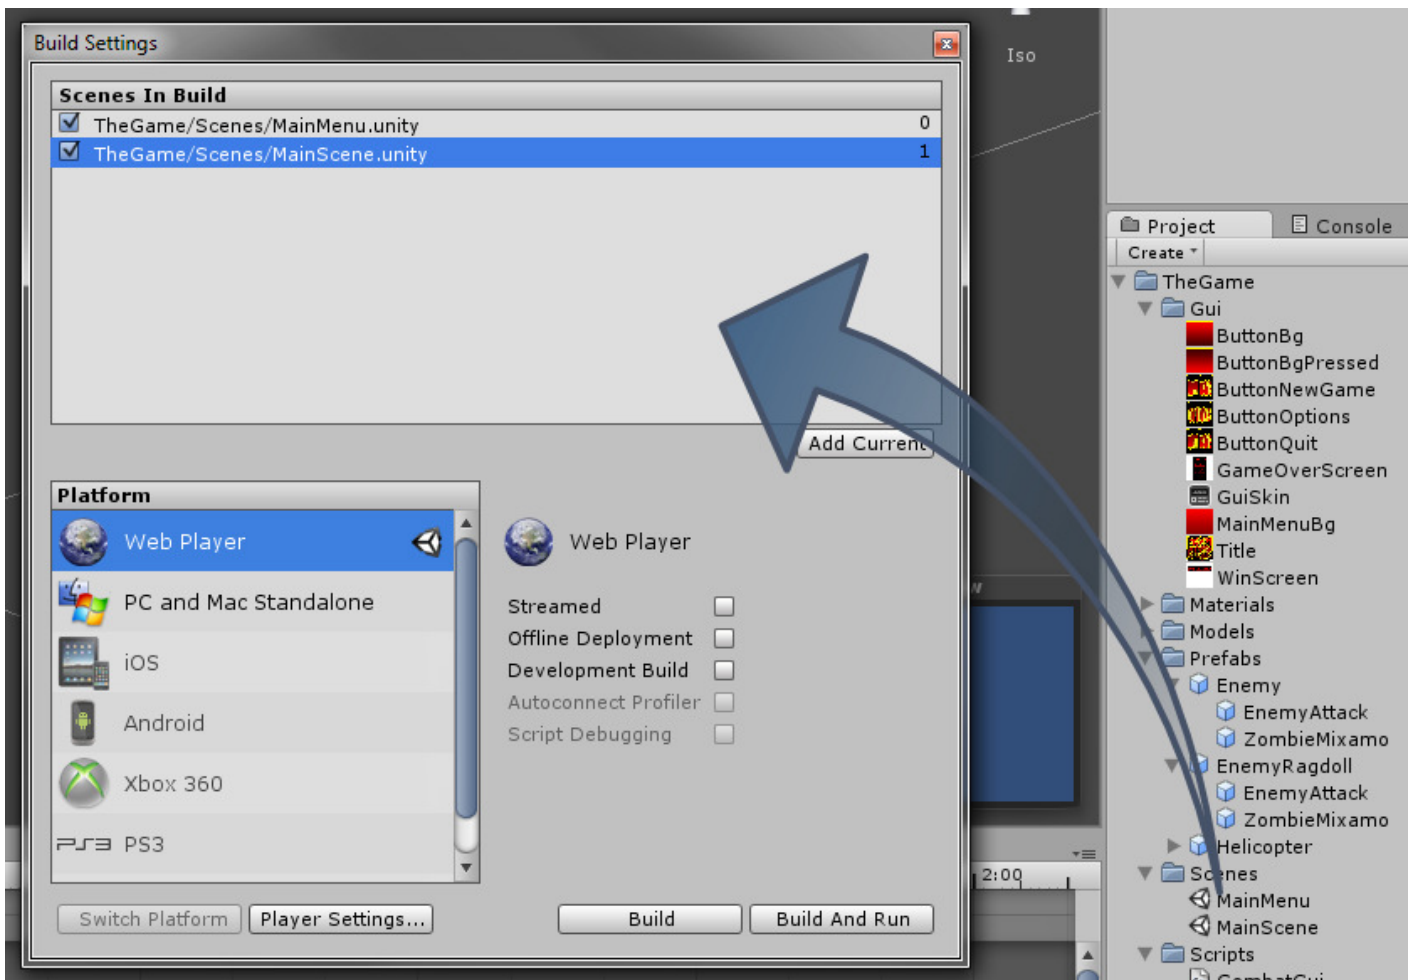 Build Settings
Scenes In Build
TheGame/Scenes/MainMenu.unity 0
TheGame/Scenes/MainScene.unity 1
Add Current
Platform
Web Player
PC and Mac Standalone
iOS
Android
Xbox 360
PS3
Web Player
Streamed
Offline Deployment
Development Build
Autoconnect Profiler
Script Debugging
Switch Platform
Player Settings...
Build
Build And Run
Iso
2:00
Project
Console
Create
TheGame
Gui
ButtonBg
ButtonBgPressed
ButtonNewGame
ButtonOptions
ButtonQuit
GameOverScreen
GuiSkin
MainMenuBg
Title
WinScreen
Materials
Models
Prefabs
Enemy
EnemyAttack
ZombieMixamo
EnemyRagdoll
EnemyAttack
ZombieMixamo
Helicopter
Scenes
MainMenu
MainScene
Scripts
CombatGui